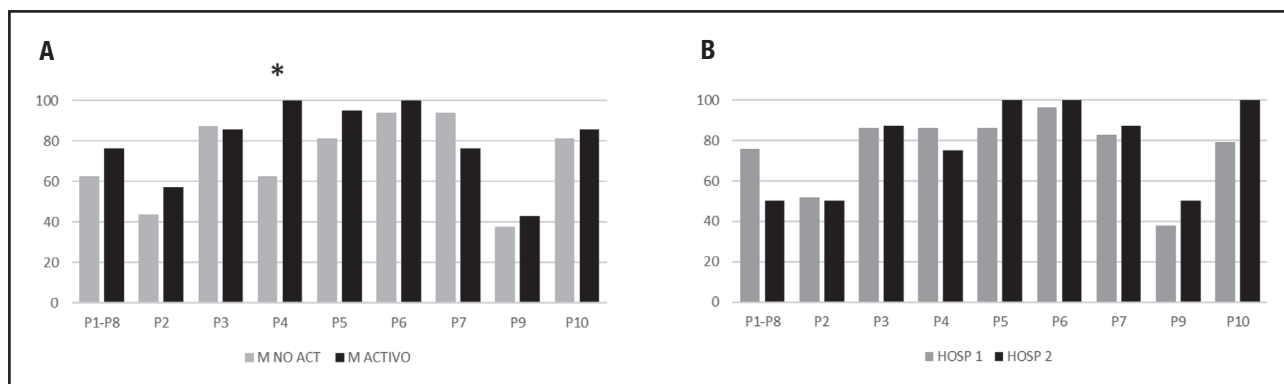 A
*
100
80
60
40
20
0
P1-P8 P2 P3 P4 P5 P6 P7 P9 P10
M NO ACT M ACTIVO
B
100
80
60
40
20
0
P1-P8 P2 P3 P4 P5 P6 P7 P9 P10
HOSP 1 HOSP 2